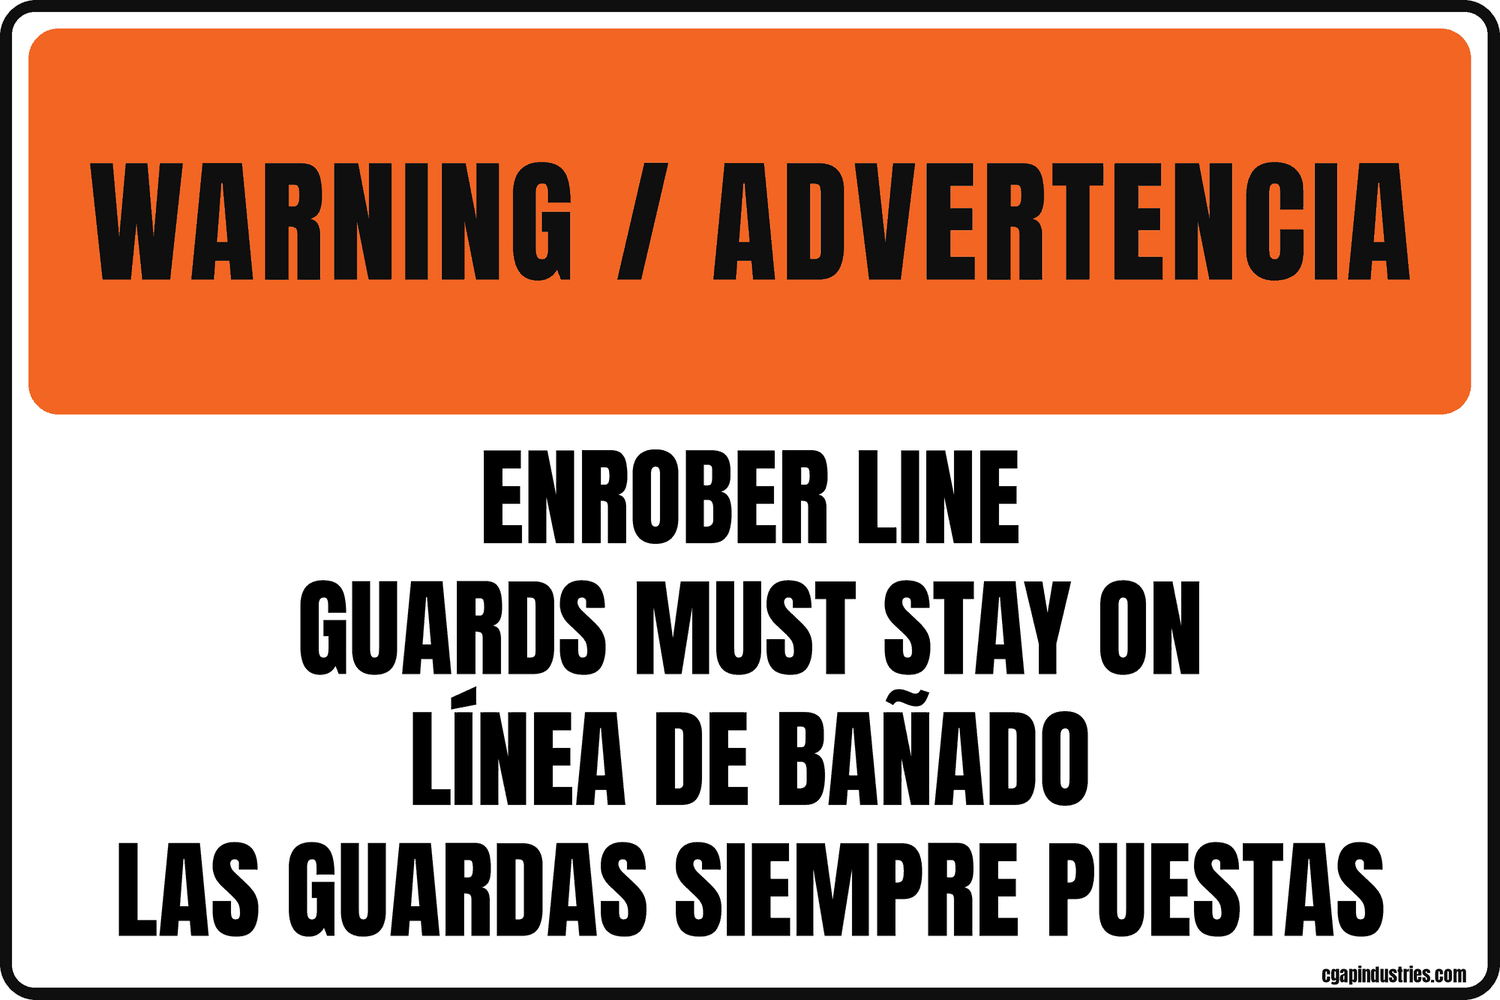 WARNING / ADVERTENCIA
ENROBER LINE
GUARDS MUST STAY ON
LÍNEA DE BAÑADO
LAS GUARDAS SIEMPRE PUESTAS
cgapindustries.com